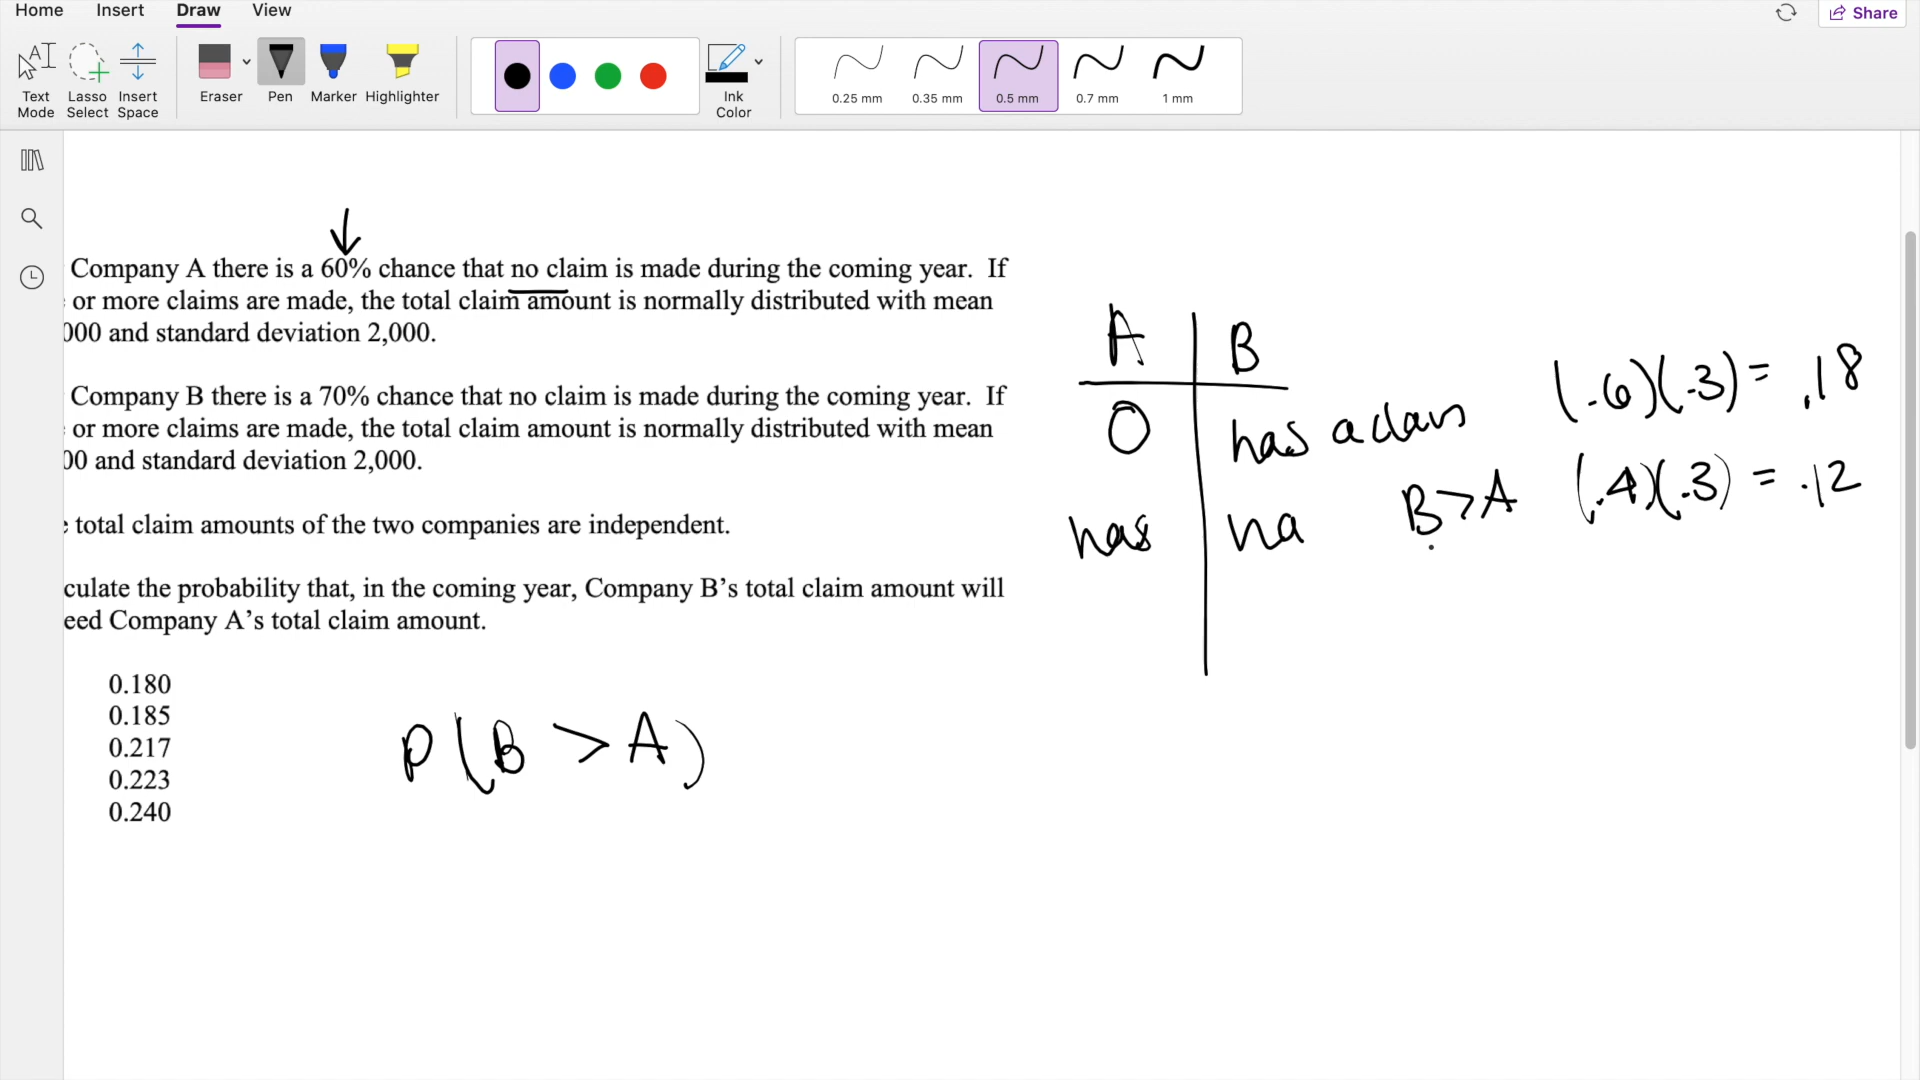 Home Insert Draw View
Share
Text Mode Lasso Select Insert Space Eraser Pen Marker Highlighter Ink Color 0.25 mm 0.35 mm 0.5 mm 0.7 mm 1 mm
Company A there is a 60% chance that no claim is made during the coming year. If
or more claims are made, the total claim amount is normally distributed with mean
000 and standard deviation 2,000.
Company B there is a 70% chance that no claim is made during the coming year. If
or more claims are made, the total claim amount is normally distributed with mean
00 and standard deviation 2,000.
total claim amounts of the two companies are independent.
culate the probability that, in the coming year, Company B’s total claim amount will
eed Company A’s total claim amount.
0.180
0.185
0.217
0.223
0.240
P(B > A)
A B
0 has a (.6)(.3) = .18
has ha B>A (.4)(.3) = .12